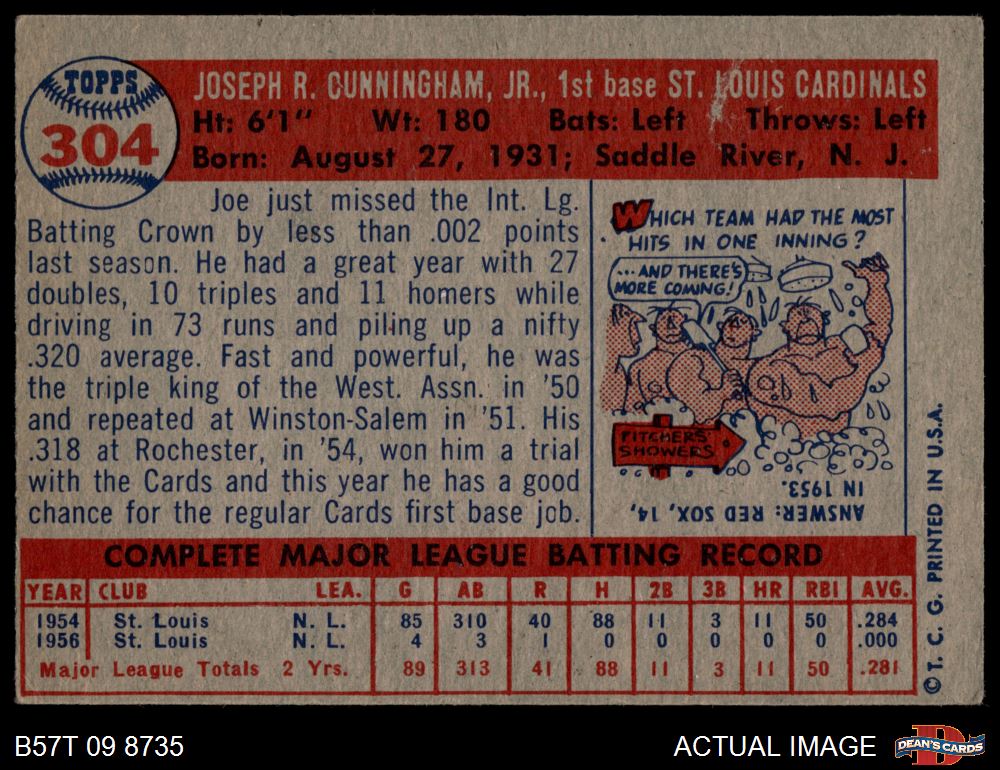 TOPPS
304
JOSEPH R. CUNNINGHAM, JR., 1st base ST. LOUIS CARDINALS
Ht: 6'1" Wt: 180 Bats: Left Throws: Left
Born: August 27, 1931; Saddle River, N. J.
Joe just missed the Int. Lg.
Batting Crown by less than .002 points
last season. He had a great year with 27
doubles, 10 triples and 11 homers while
driving in 73 runs and piling up a nifty
.320 average. Fast and powerful, he was
the triple king of the West. Assn. in '50
and repeated at Winston-Salem in '51. His
.318 at Rochester, in '54, won him a trial
with the Cards and this year he has a good
chance for the regular Cards first base job.
WHICH TEAM HAD THE MOST
HITS IN ONE INNING?
...AND THERE'S
MORE COMING!
PITCHERS'
SHOWERS
ANSWER: RED SOX, 14,
IN 1953.
COMPLETE MAJOR LEAGUE BATTING RECORD
YEAR CLUB LEA. G AB R H 2B 3B HR RBI AVG.
1954 St. Louis N. L. 85 310 40 88 11 3 11 50 .284
1956 St. Louis N. L. 4 3 1 0 0 0 0 0 .000
Major League Totals 2 Yrs. 89 313 41 88 11 3 11 50 .281
© T. C. G. PRINTED IN U.S.A.
B57T 09 8735
ACTUAL IMAGE
D
DEAN'S CARDS